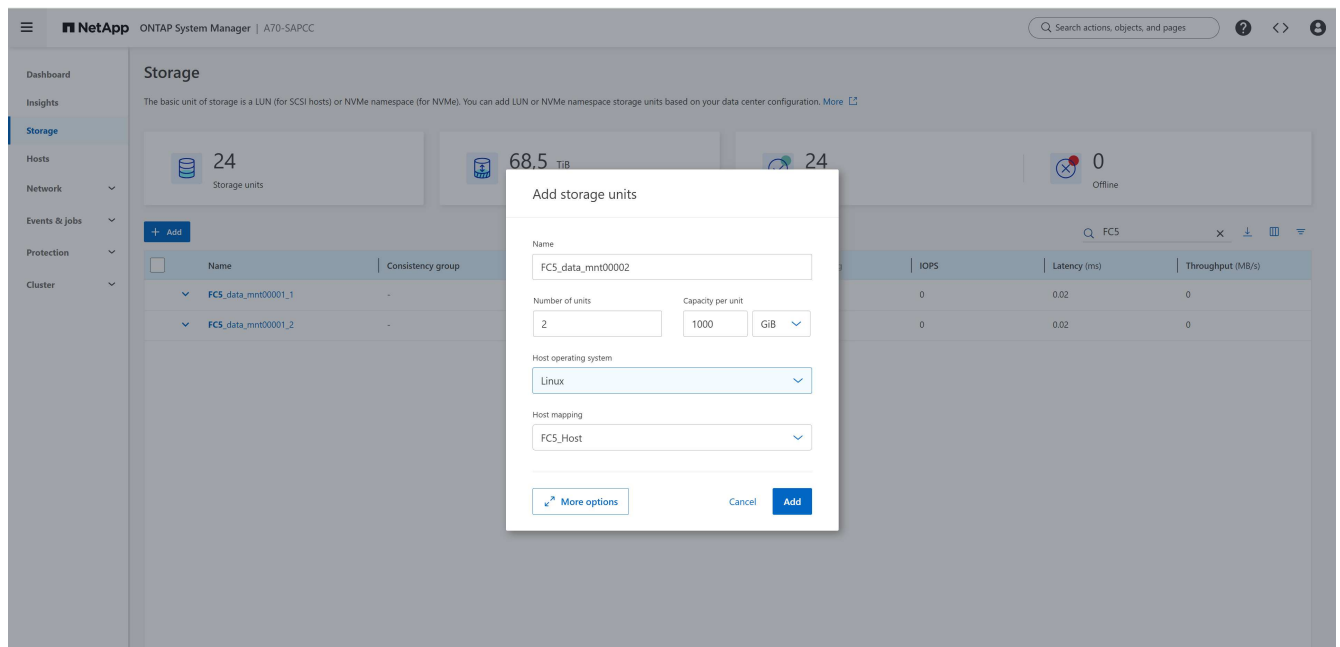 NetApp ONTAP System Manager | A70-SAPCC
Search actions, objects, and pages
Dashboard
Insights
Storage
Hosts
Network
Events & jobs
Protection
Cluster
Storage
The basic unit of storage is a LUN (for SCSI hosts) or NVMe namespace (for NVMe). You can add LUN or NVMe namespace storage units based on your data center configuration. More
24
Storage units
68,5 TiB
24
0
Offline
+ Add
FC5
Name Consistency group IOPS Latency (ms) Throughput (MB/s)
FC5_data_mnt00001_1 - 0 0.02 0
FC5_data_mnt00001_2 - 0 0.02 0
Add storage units
Name
FC5_data_mnt00002
Number of units Capacity per unit
2 1000 GiB
Host operating system
Linux
Host mapping
FC5_Host
More options Cancel Add